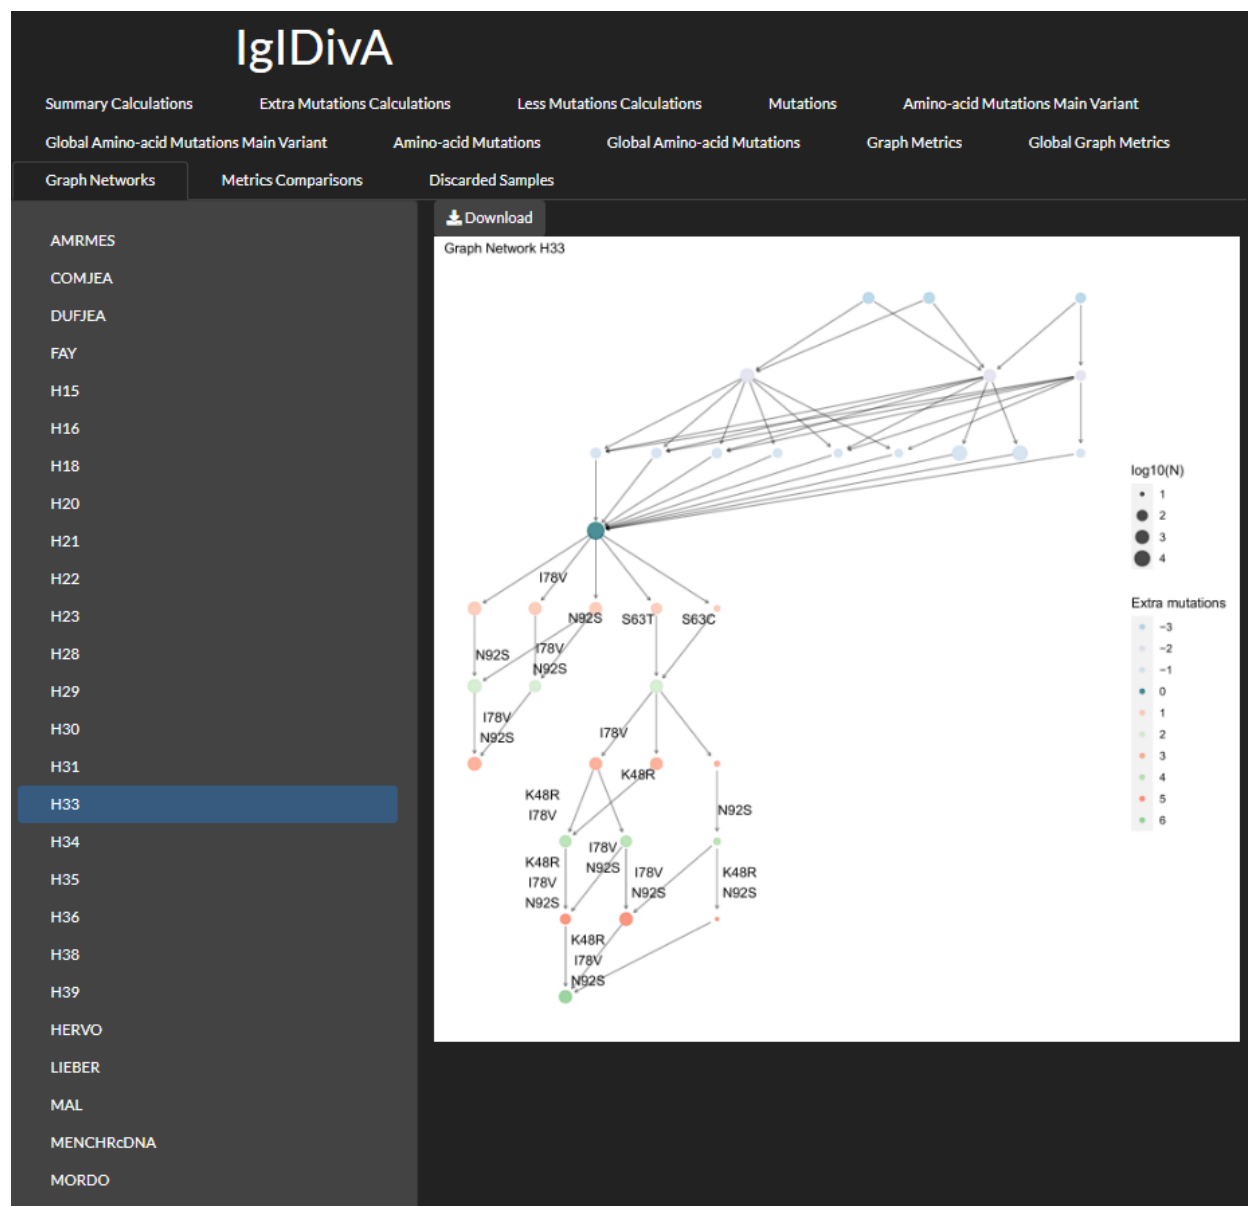 IgIDivA
Summary Calculations Extra Mutations Calculations Less Mutations Calculations Mutations Amino-acid Mutations Main Variant
Global Amino-acid Mutations Main Variant Amino-acid Mutations Global Amino-acid Mutations Graph Metrics Global Graph Metrics
Graph Networks Metrics Comparisons Discarded Samples
AMRMES
COMJEA
DUFJEA
FAY
H15
H16
H18
H20
H21
H22
H23
H28
H29
H30
H31
H33
H34
H35
H36
H38
H39
HERVO
LIEBER
MAL
MENCHRcDNA
MORDO
Download
Graph Network H33
I78V
N92S S63T S63C
N92S I78V
N92S
I78V
N92S
I78V
K48R
K48R
I78V
N92S
K48R
I78V
N92S
I78V
N92S
I78V
N92S
K48R
N92S
K48R
I78V
N92S
log10(N)
1
2
3
4
Extra mutations
−3
−2
−1
0
1
2
3
4
5
6